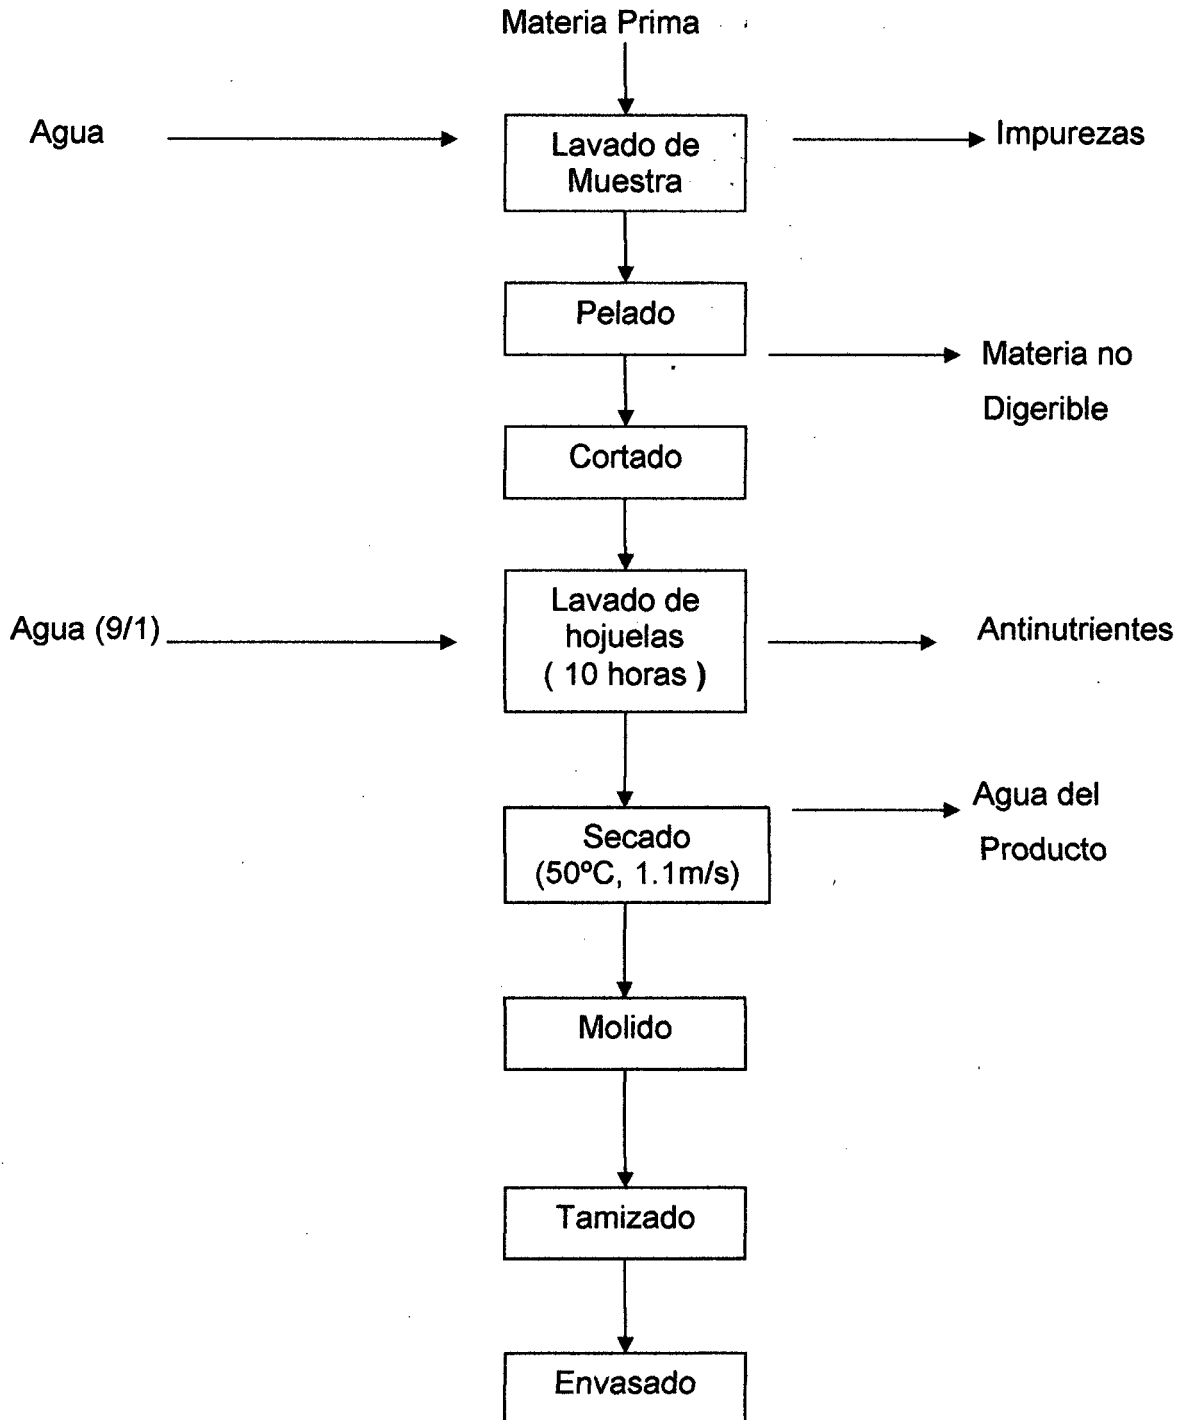 Materia Prima
Agua
Lavado de
Muestra
Impurezas
Pelado
Materia no
Digerible
Cortado
Agua (9/1)
Lavado de
hojuelas
( 10 horas )
Antinutrientes
Agua del
Producto
Secado
(50ºC, 1.1m/s)
Molido
Tamizado
Envasado